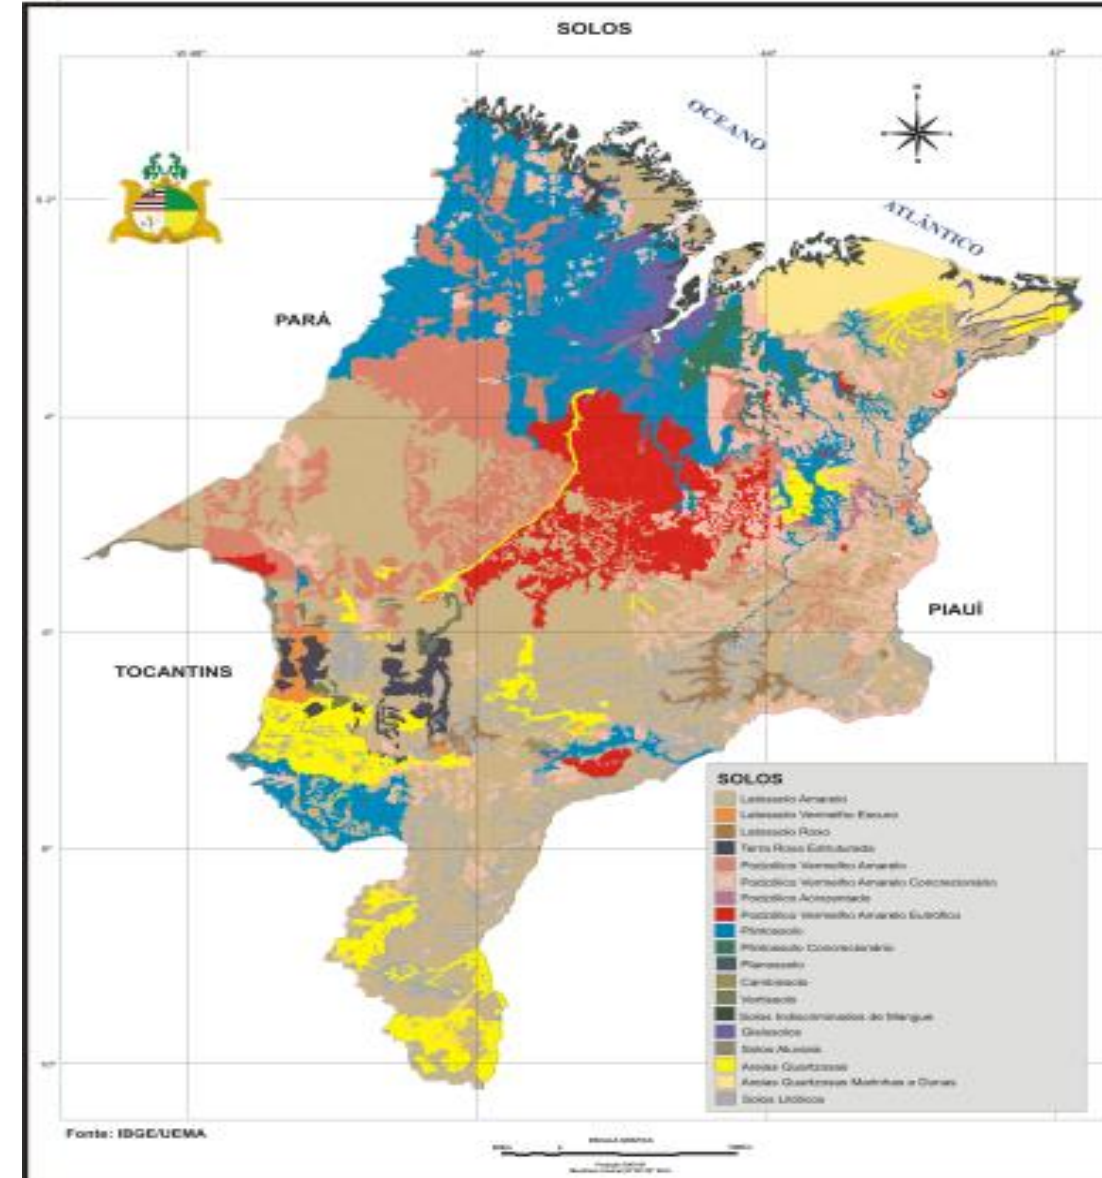 SOLOS
OCEANO
ATLÂNTICO
PARÁ
PIAUÍ
TOCANTINS
SOLOS
Latossolo Amarelo
Latossolo Vermelho Escuro
Latossolo Roxo
Terra Roxa Estruturada
Podzólico Vermelho Amarelo
Podzólico Vermelho Amarelo Concrecionário
Podzólico Acinzentado
Podzólico Vermelho Amarelo Eutrófico
Plintossolo
Plintossolo Concrecionário
Planossolo
Cambissolo
Vertissolo
Solos Indiscriminados de Mangue
Gleissolos
Solos Aluviais
Areias Quartzosas
Areias Quartzosas Marinhas e Dunas
Solos Litólicos
Fonte: IBGE/UEMA
ESCALA GRÁFICA